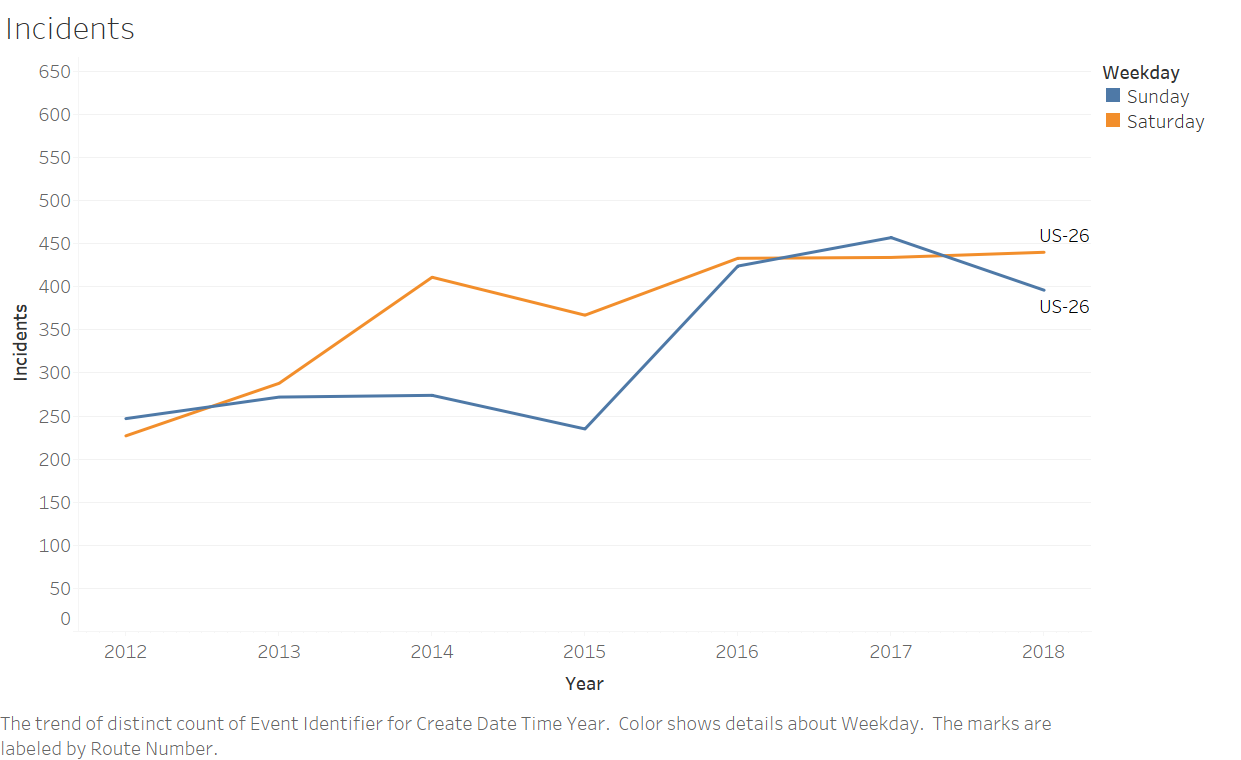 Incidents
650
600
550
500
450
400
350
300
250
200
150
100
50
0
Incidents
2012 2013 2014 2015 2016 2017 2018
Year
US-26
US-26
Weekday
Sunday
Saturday
The trend of distinct count of Event Identifier for Create Date Time Year.  Color shows details about Weekday.  The marks are
labeled by Route Number.